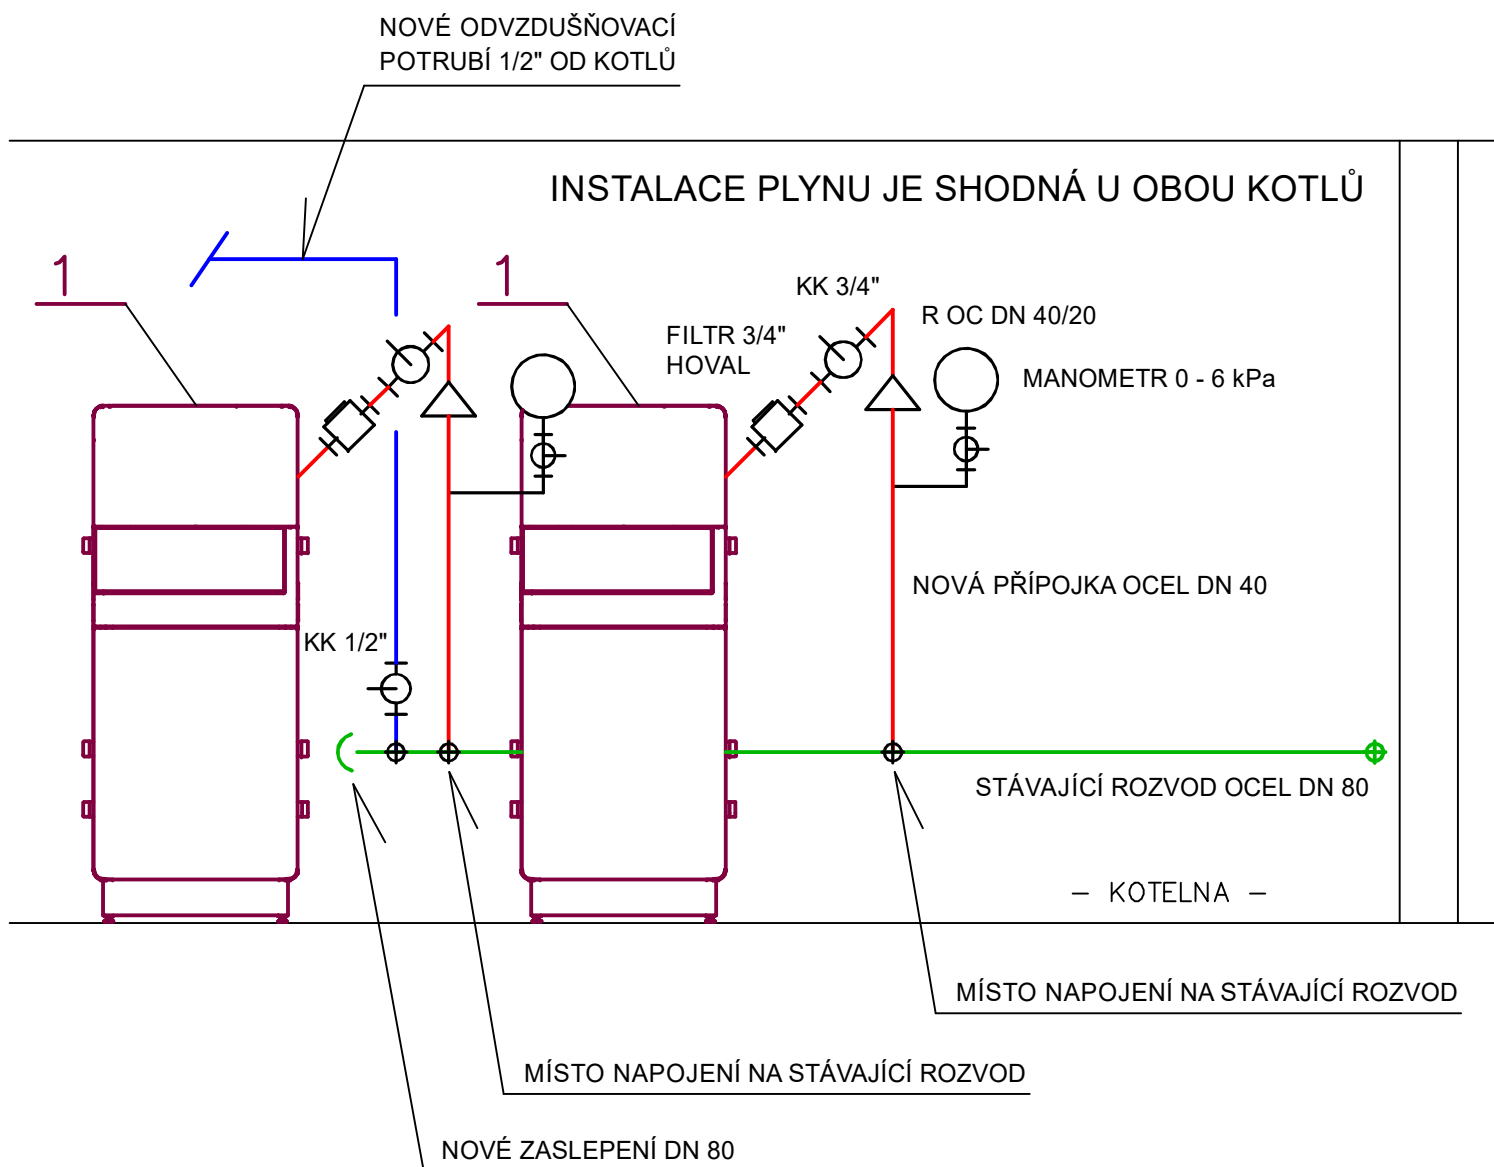 NOVÉ ODVZDUŠŇOVACÍ
POTRUBÍ 1/2" OD KOTLŮ
INSTALACE PLYNU JE SHODNÁ U OBOU KOTLŮ
1
1
KK 3/4"
R OC DN 40/20
FILTR 3/4"
HOVAL
MANOMETR 0 - 6 kPa
NOVÁ PŘÍPOJKA OCEL DN 40
KK 1/2"
STÁVAJÍCÍ ROZVOD OCEL DN 80
– KOTELNA –
MÍSTO NAPOJENÍ NA STÁVAJÍCÍ ROZVOD
MÍSTO NAPOJENÍ NA STÁVAJÍCÍ ROZVOD
NOVÉ ZASLEPENÍ DN 80